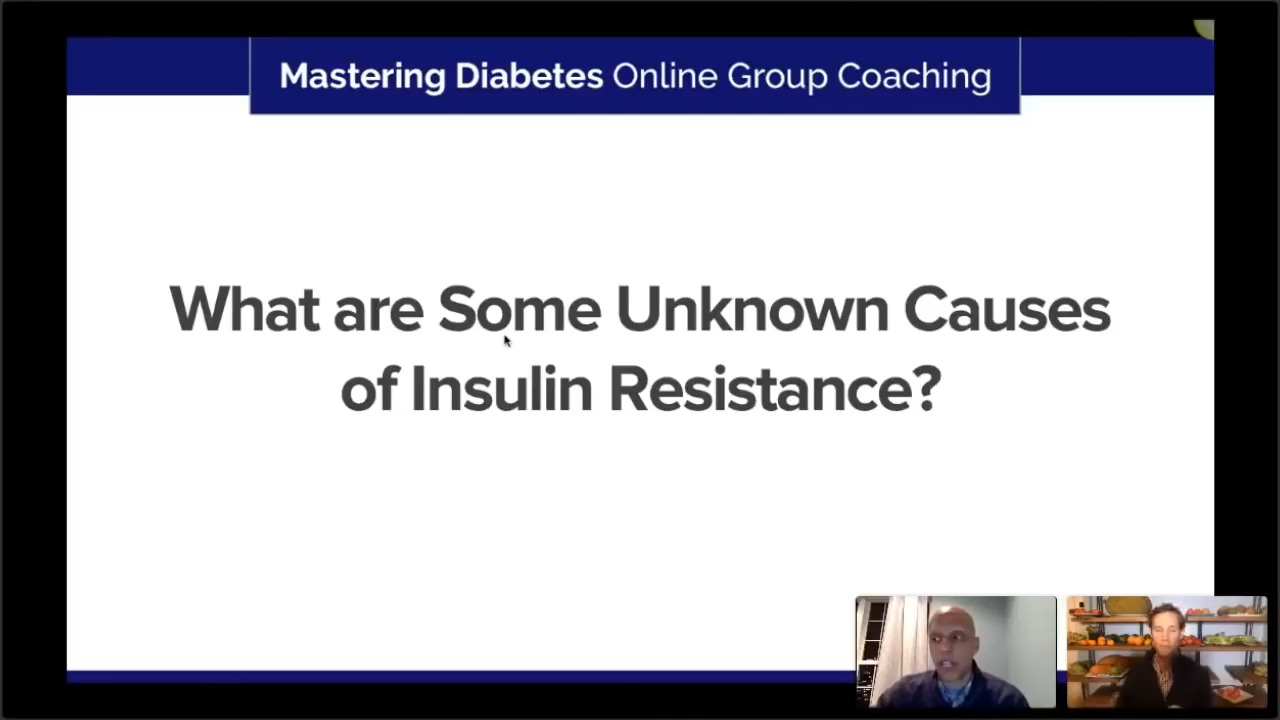 Mastering Diabetes Online Group Coaching
What are Some Unknown Causes
of Insulin Resistance?